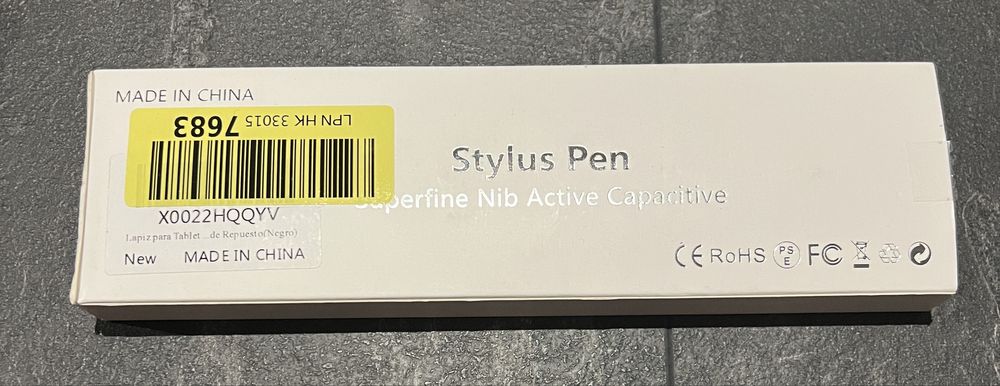 MADE IN CHINA
LPN HK 33015 7683
Stylus Pen
Superfine Nib Active Capacitive
X0022HQQYV
Lapiz para Tablet ...de Repuesto(Negro)
New MADE IN CHINA
CE RoHS PSE FC